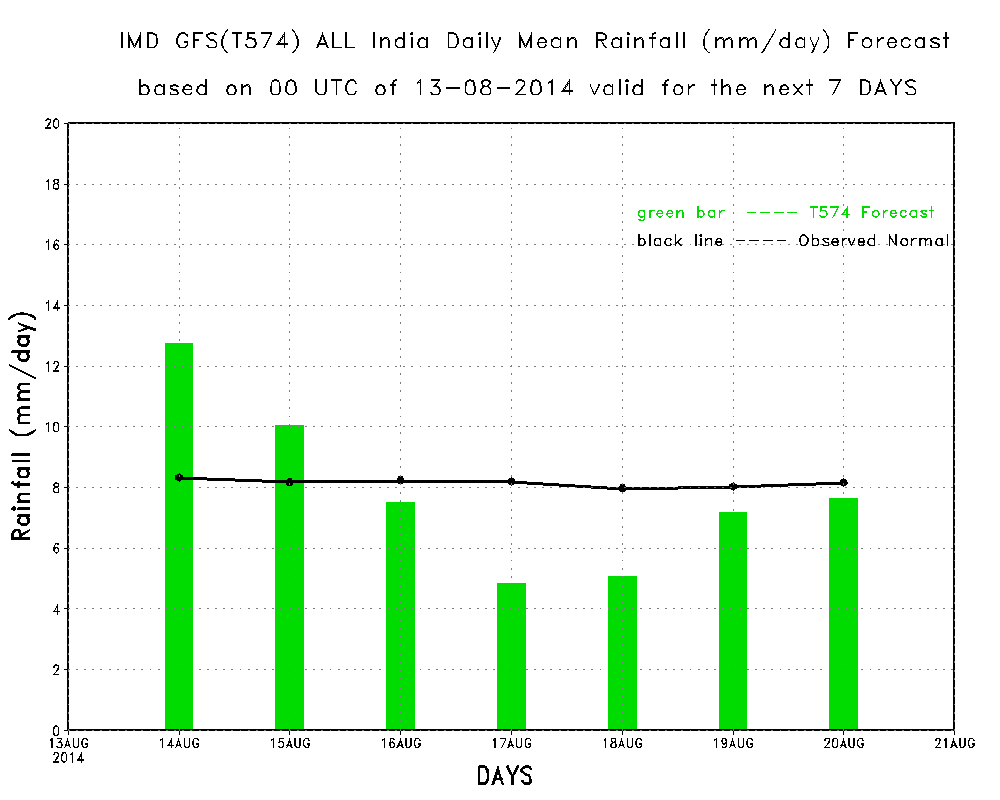 IMD GFS(T574) ALL India Daily Mean Rainfall (mm/day) Forecast
based on 00 UTC of 13-08-2014 valid for the next 7 DAYS
20
18
green bar ---- T574 Forecast
black line ---- Observed Normal
16
14
12
10
8
6
4
2
0
Rainfall (mm/day)
13AUG 14AUG 15AUG 16AUG 17AUG 18AUG 19AUG 20AUG 21AUG
2014
DAYS